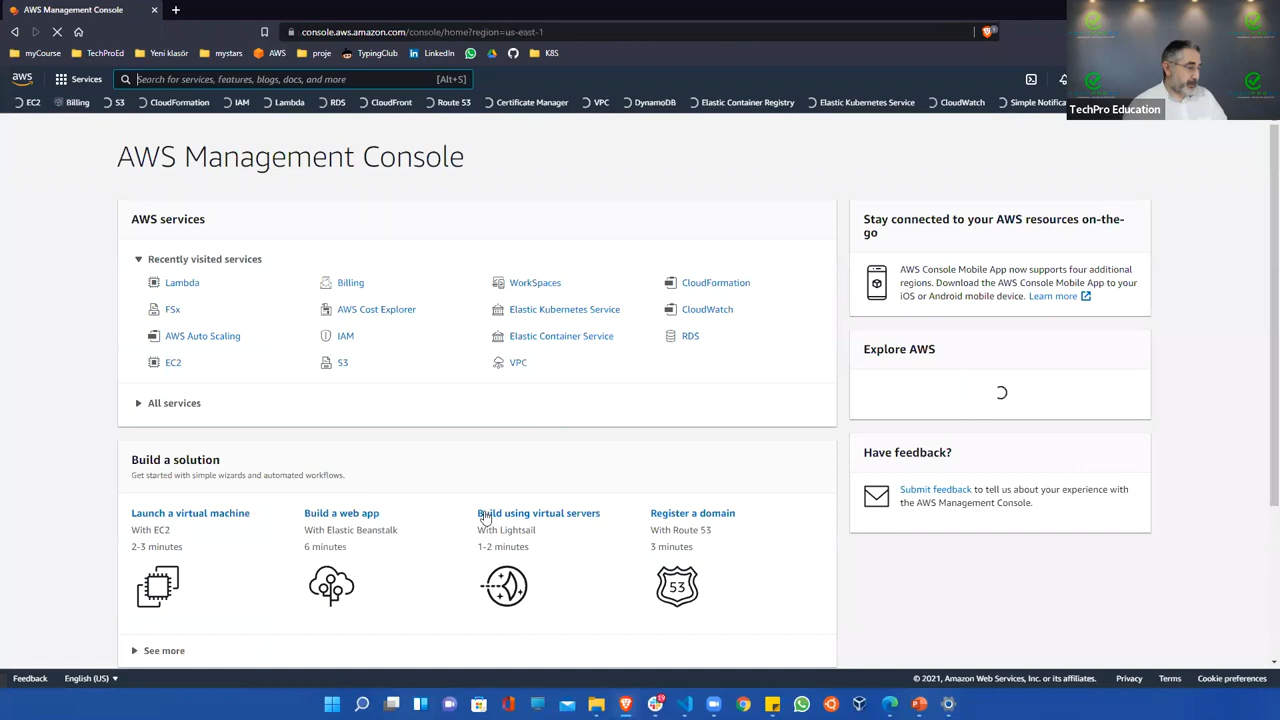 AWS Management Console
console.aws.amazon.com/console/home?region=us-east-1
myCourse TechProEd Yeni klasör mystars AWS proje TypingClub LinkedIn GitHub K8S
aws Services Search for services, features, blogs, docs, and more [Alt+S]
EC2 Billing S3 CloudFormation IAM Lambda RDS CloudFront Route 53 Certificate Manager VPC DynamoDB Elastic Container Registry Elastic Kubernetes Service CloudWatch Simple Notifica
TechPro Education
AWS Management Console
AWS services
Recently visited services
Lambda Billing WorkSpaces CloudFormation
FSx AWS Cost Explorer Elastic Kubernetes Service CloudWatch
AWS Auto Scaling IAM Elastic Container Service RDS
EC2 S3 VPC
All services
Build a solution
Get started with simple wizards and automated workflows.
Launch a virtual machine Build a web app Build using virtual servers Register a domain
With EC2 With Elastic Beanstalk With Lightsail With Route 53
2-3 minutes 6 minutes 1-2 minutes 3 minutes
53
See more
Stay connected to your AWS resources on-the-
go
AWS Console Mobile App now supports four additional
regions. Download the AWS Console Mobile App to your
iOS or Android mobile device. Learn more
Explore AWS
Have feedback?
Submit feedback to tell us about your experience with
the AWS Management Console.
Feedback English (US) © 2021, Amazon Web Services, Inc. or its affiliates. Privacy Terms Cookie preferences
19